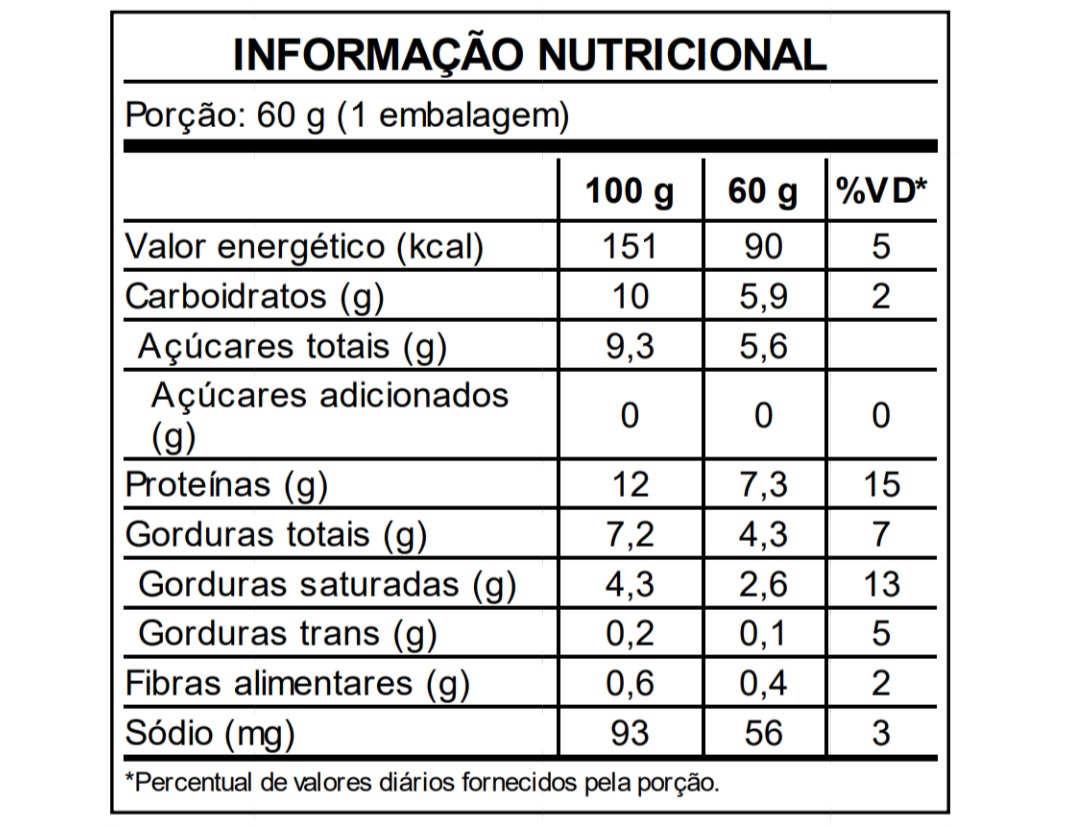 INFORMAÇÃO NUTRICIONAL
Porção: 60 g (1 embalagem)
100 g 60 g %VD*
Valor energético (kcal) 151 90 5
Carboidratos (g) 10 5,9 2
Açúcares totais (g) 9,3 5,6
Açúcares adicionados
(g) 0 0 0
Proteínas (g) 12 7,3 15
Gorduras totais (g) 7,2 4,3 7
Gorduras saturadas (g) 4,3 2,6 13
Gorduras trans (g) 0,2 0,1 5
Fibras alimentares (g) 0,6 0,4 2
Sódio (mg) 93 56 3
*Percentual de valores diários fornecidos pela porção.